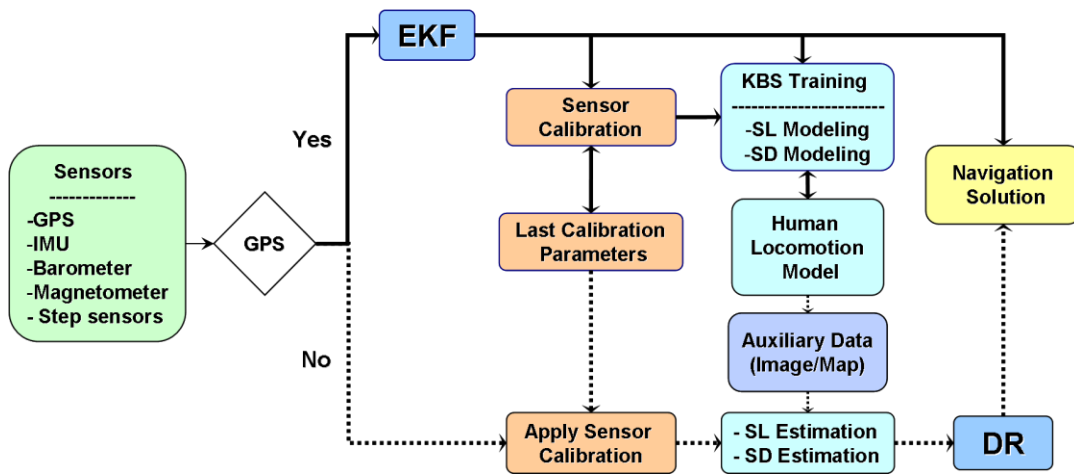 EKF
Yes
Sensors
-------------
-GPS
-IMU
-Barometer
-Magnetometer
- Step sensors
GPS
No
Sensor
Calibration
Last Calibration
Parameters
Apply Sensor
Calibration
KBS Training
------------------------
-SL Modeling
-SD Modeling
Human
Locomotion
Model
Auxiliary Data
(Image/Map)
- SL Estimation
- SD Estimation
Navigation
Solution
DR